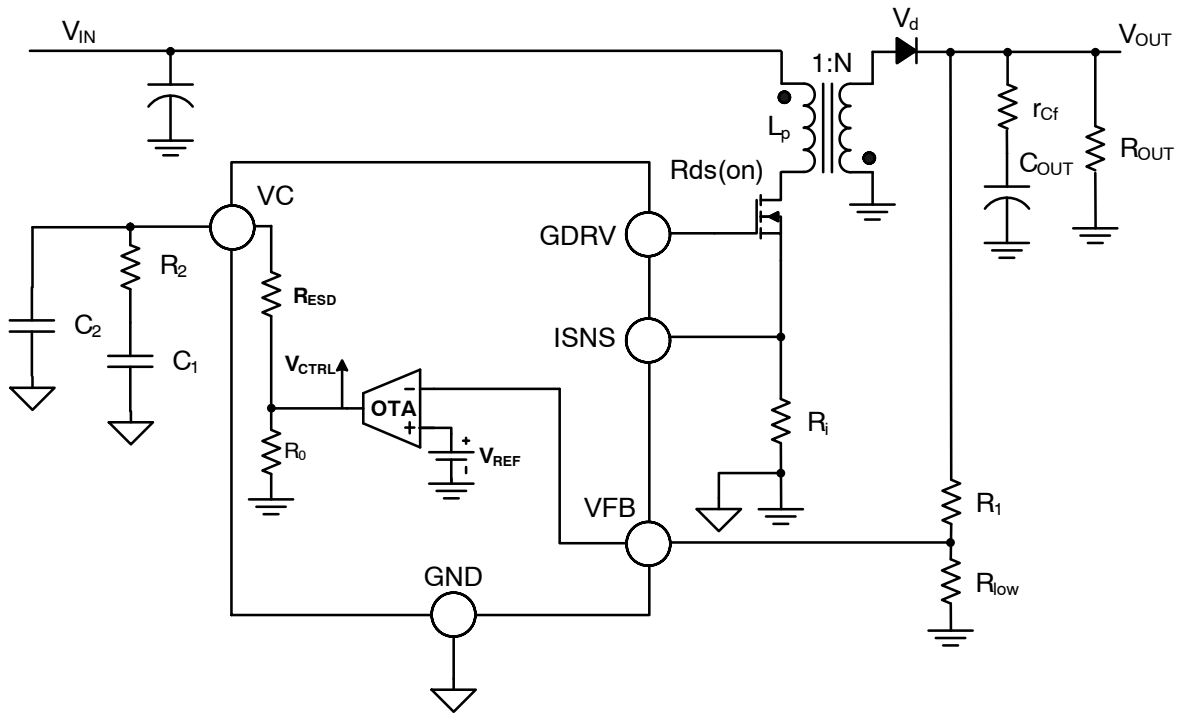 V_IN
V_d
V_OUT
1:N
L_p
r_Cf
C_OUT
R_OUT
Rds(on)
VC
GDRV
R_2
R_ESD
C_2
C_1
ISNS
V_CTRL
OTA
−
+
R_i
R_0
+
-
V_REF
VFB
R_1
GND
R_low